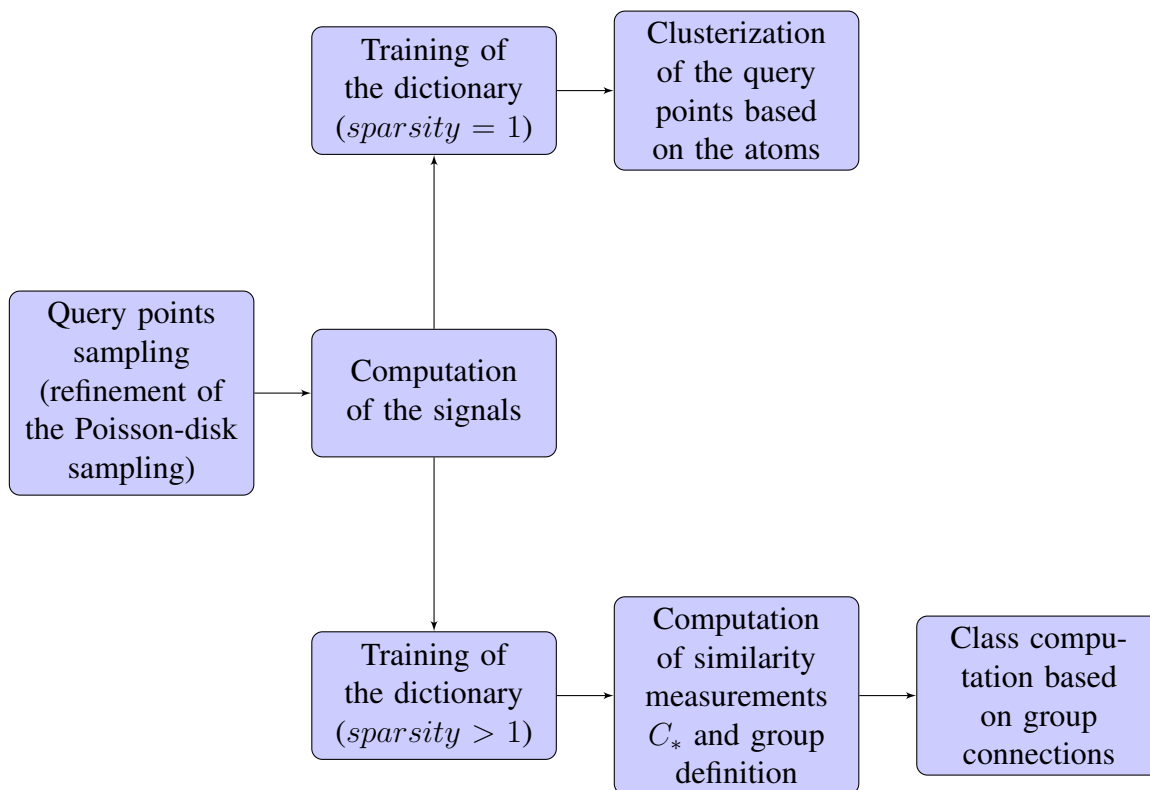 Training of
the dictionary
(sparsity = 1)
Clusterization
of the query
points based
on the atoms
Query points
sampling
(refinement of
the Poisson-disk
sampling)
Computation
of the signals
Training of
the dictionary
(sparsity > 1)
Computation
of similarity
measurements
C∗ and group
definition
Class compu-
tation based
on group
connections